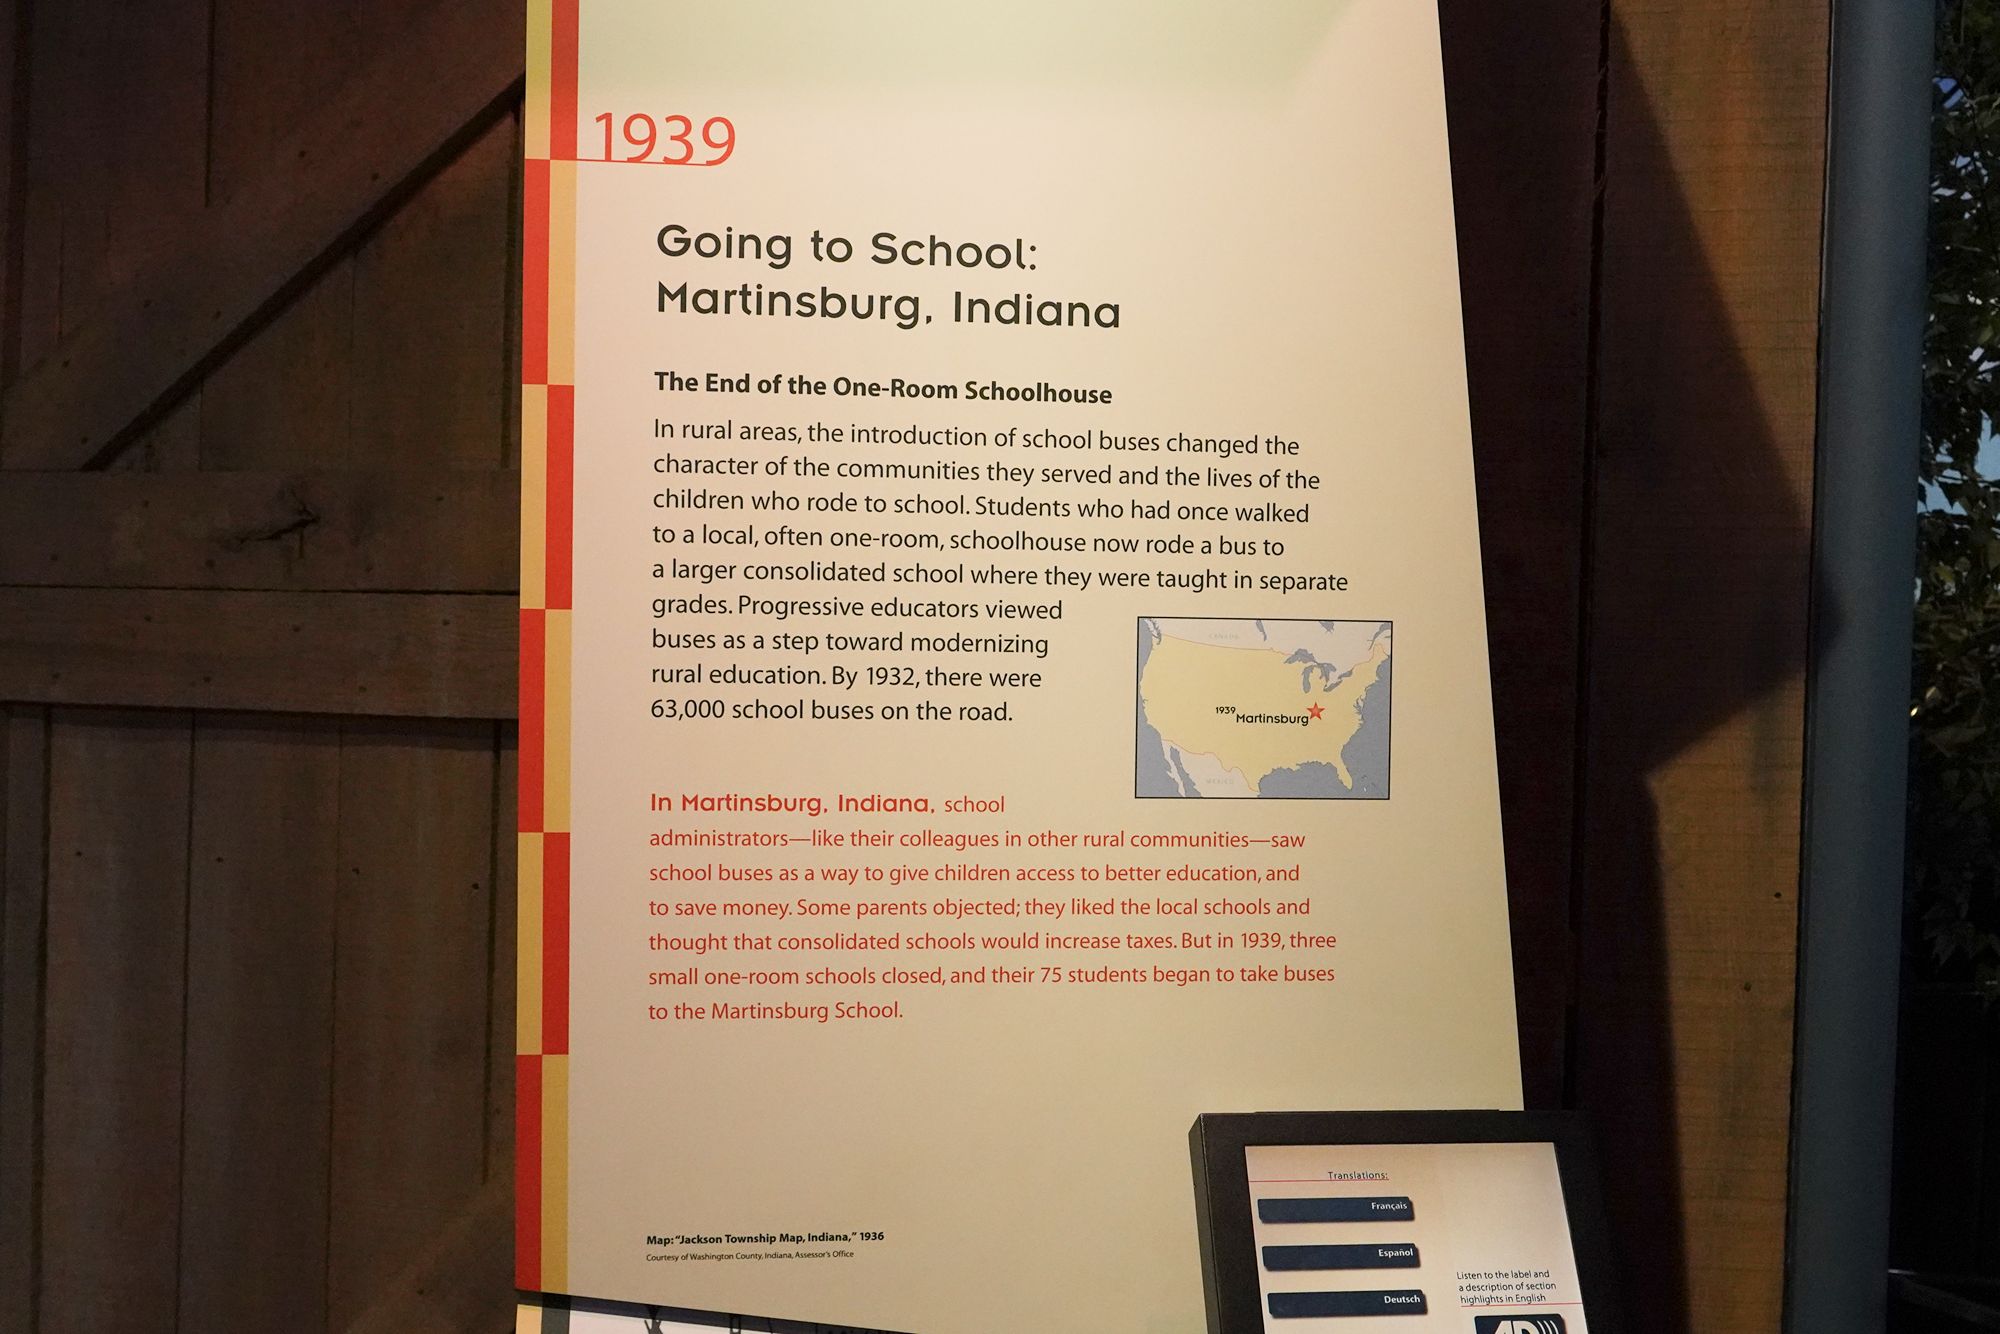 1939
Going to School:
Martinsburg, Indiana
The End of the One-Room Schoolhouse
In rural areas, the introduction of school buses changed the
character of the communities they served and the lives of the
children who rode to school. Students who had once walked
to a local, often one-room, schoolhouse now rode a bus to
a larger consolidated school where they were taught in separate
grades. Progressive educators viewed
buses as a step toward modernizing
rural education. By 1932, there were
63,000 school buses on the road.
CANADA
1939 Martinsburg
MEXICO
In Martinsburg, Indiana, school
administrators—like their colleagues in other rural communities—saw
school buses as a way to give children access to better education, and
to save money. Some parents objected; they liked the local schools and
thought that consolidated schools would increase taxes. But in 1939, three
small one-room schools closed, and their 75 students began to take buses
to the Martinsburg School.
Map: “Jackson Township Map, Indiana,” 1936
Courtesy of Washington County, Indiana, Assessor's Office
Translations:
Français
Español
Deutsch
Listen to the label and
a description of section
highlights in English
AD